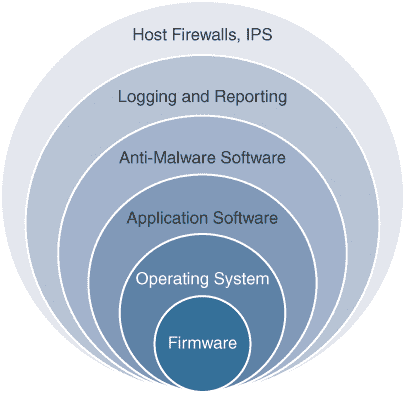 Host Firewalls, IPS
Logging and Reporting
Anti-Malware Software
Application Software
Operating System
Firmware